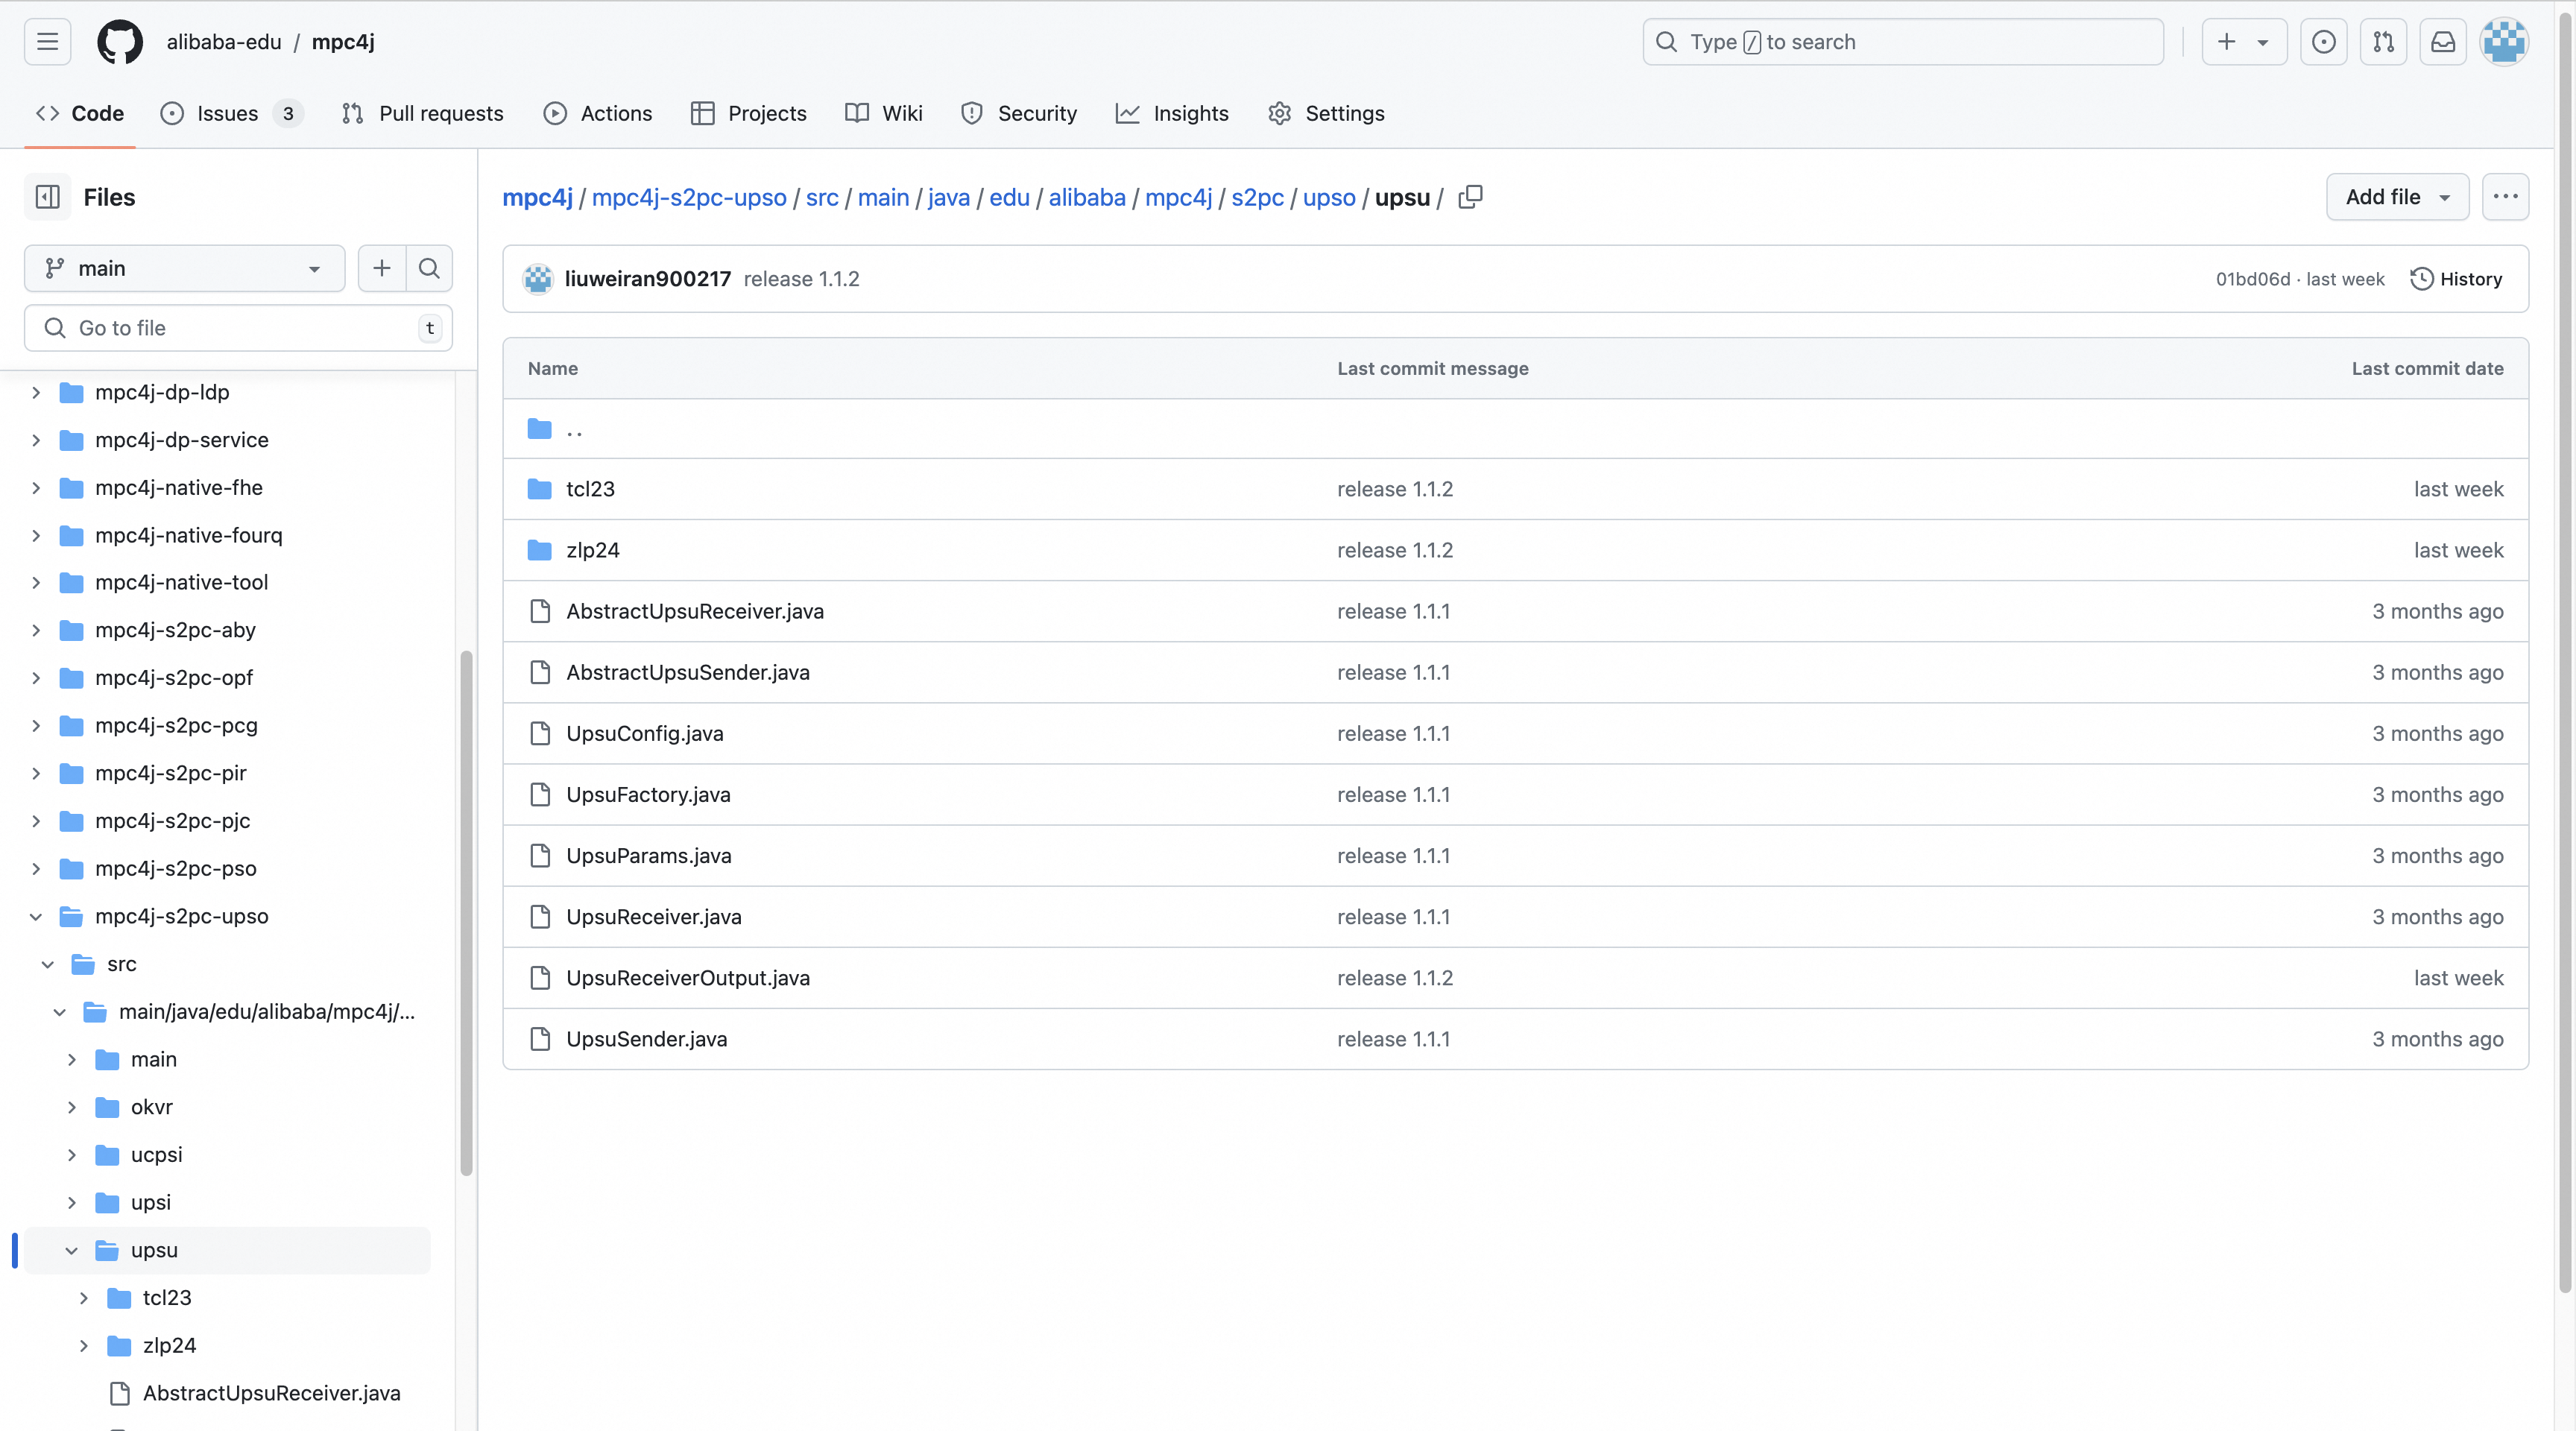 alibaba-edu / mpc4j
Type / to search
Code
Issues 3
Pull requests
Actions
Projects
Wiki
Security
Insights
Settings
Files
main
Go to file
t
mpc4j-dp-ldp
mpc4j-dp-service
mpc4j-native-fhe
mpc4j-native-fourq
mpc4j-native-tool
mpc4j-s2pc-aby
mpc4j-s2pc-opf
mpc4j-s2pc-pcg
mpc4j-s2pc-pir
mpc4j-s2pc-pjc
mpc4j-s2pc-pso
mpc4j-s2pc-upso
src
main/java/edu/alibaba/mpc4j/...
main
okvr
ucpsi
upsi
upsu
tcl23
zlp24
AbstractUpsuReceiver.java
mpc4j / mpc4j-s2pc-upso / src / main / java / edu / alibaba / mpc4j / s2pc / upso / upsu /
Add file
liuweiran900217 release 1.1.2
01bd06d · last week History
Name Last commit message Last commit date
..
tcl23 release 1.1.2 last week
zlp24 release 1.1.2 last week
AbstractUpsuReceiver.java release 1.1.1 3 months ago
AbstractUpsuSender.java release 1.1.1 3 months ago
UpsuConfig.java release 1.1.1 3 months ago
UpsuFactory.java release 1.1.1 3 months ago
UpsuParams.java release 1.1.1 3 months ago
UpsuReceiver.java release 1.1.1 3 months ago
UpsuReceiverOutput.java release 1.1.2 last week
UpsuSender.java release 1.1.1 3 months ago